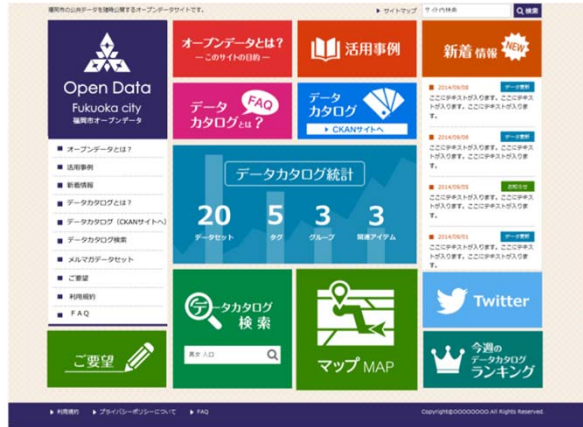 福岡市の公共データを随時公開するオープンデータサイトです。
サイトマップ
サイト内検索
検索
Open Data
Fukuoka city
福岡市オープンデータ
オープンデータとは?
— このサイトの目的 —
活用事例
新着情報
NEW
データ
カタログとは?
FAQ
データ
カタログ
CKANサイトへ
2014/09/08
データ更新
ここにテキストが入ります。ここにテキス
トが入ります。ここにテキストが入りま
す。
2014/09/08
データ更新
ここにテキストが入ります。ここにテキス
トが入ります。ここにテキストが入りま
す。
2014/09/05
お知らせ
ここにテキストが入ります。ここにテキス
トが入ります。ここにテキストが入りま
す。
2014/09/01
データ更新
ここにテキストが入ります。ここにテキス
トが入ります。ここにテキストが入りま
す。
オープンデータとは?
活用事例
新着情報
データカタログとは?
データカタログ(CKANサイトへ)
データカタログ検索
メルマガデータセット
ご要望
利用規約
FAQ
データカタログ統計
20
データセット
5
タグ
3
グループ
3
関連アイテム
データカタログ
検索
男女 人口
マップ MAP
Twitter
ご要望
今週の
データカタログ
ランキング
利用規約
プライバシーポリシーについて
FAQ
Copyright©OOOOOOOO.All Rights Reserved.